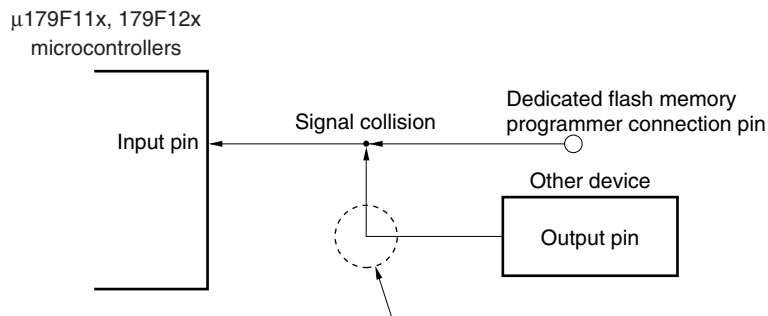 μ179F11x, 179F12x
microcontrollers
Input pin
Signal collision
Dedicated flash memory
programmer connection pin
Other device
Output pin